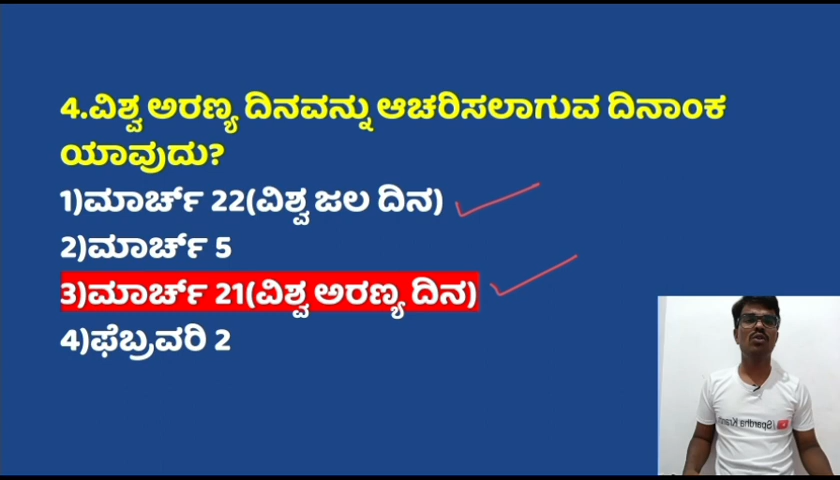 4.ವಿಶ್ವ ಅರಣ್ಯ ದಿನವನ್ನು ಆಚರಿಸಲಾಗುವ ದಿನಾಂಕ
ಯಾವುದು?
1)ಮಾರ್ಚ್ 22(ವಿಶ್ವ ಜಲ ದಿನ)
2)ಮಾರ್ಚ್ 5
3)ಮಾರ್ಚ್ 21(ವಿಶ್ವ ಅರಣ್ಯ ದಿನ)
4)ಫೆಬ್ರವರಿ 2